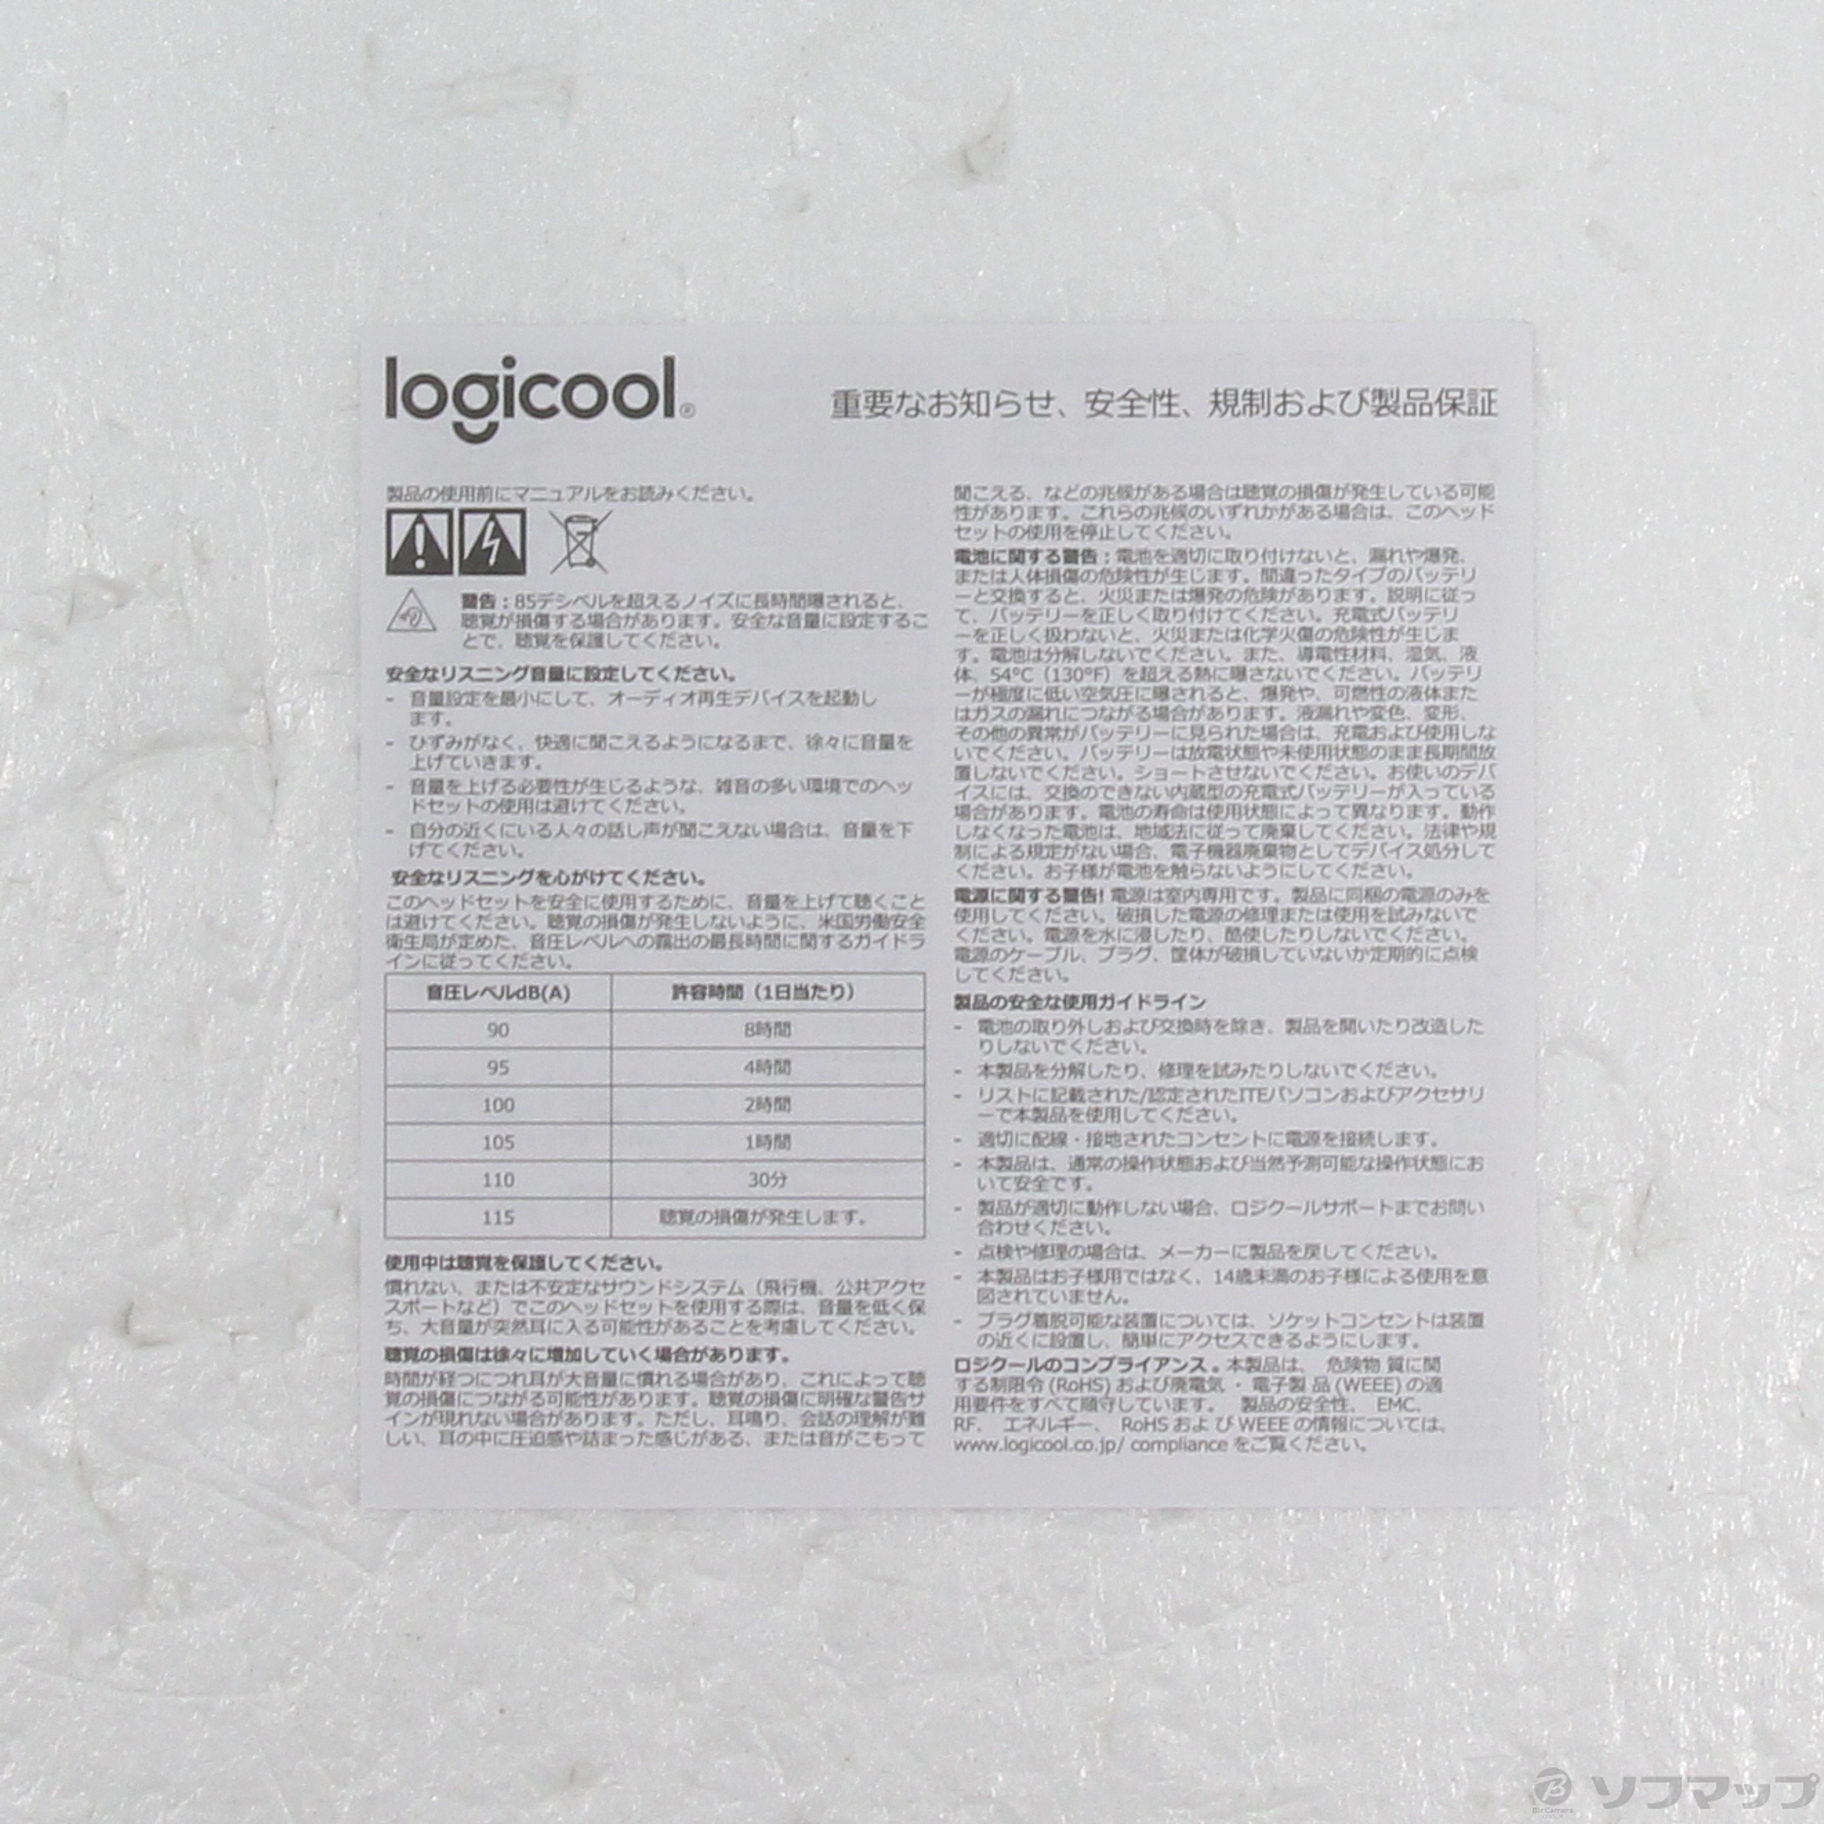 logicool®
重要なお知らせ、安全性、規制および製品保証
製品の使用前にマニュアルをお読みください。
警告：85デシベルを超えるノイズに長時間曝されると、
聴覚が損傷する場合があります。安全な音量に設定するこ
とで、聴覚を保護してください。
安全なリスニング音量に設定してください。
- 音量設定を最小にして、オーディオ再生デバイスを起動し
ます。
- ひずみがなく、快適に聞こえるようになるまで、徐々に音量を
上げていきます。
- 音量を上げる必要性が生じるような、雑音の多い環境でのヘッ
ドセットの使用は避けてください。
- 自分の近くにいる人々の話し声が聞こえない場合は、音量を下
げてください。
安全なリスニングを心がけてください。
このヘッドセットを安全に使用するために、音量を上げて聴くこと
は避けてください。聴覚の損傷が発生しないように、米国労働安全
衛生局が定めた、音圧レベルへの露出の最長時間に関するガイドラ
インに従ってください。
音圧レベルdB(A) 許容時間（1日当たり）
90 8時間
95 4時間
100 2時間
105 1時間
110 30分
115 聴覚の損傷が発生します。
使用中は聴覚を保護してください。
慣れない、または不安定なサウンドシステム（飛行機、公共アクセ
スポートなど）でこのヘッドセットを使用する際は、音量を低く保
ち、大音量が突然耳に入る可能性があることを考慮してください。
聴覚の損傷は徐々に増加していく場合があります。
時間が経つにつれ耳が大音量に慣れる場合があり、これによって聴
覚の損傷につながる可能性があります。聴覚の損傷に明確な警告サ
インが現れない場合があります。ただし、耳鳴り、会話の理解が難
しい、耳の中に圧迫感や詰まった感じがある、または音がこもって
聞こえる、などの兆候がある場合は聴覚の損傷が発生している可能
性があります。これらの兆候のいずれかがある場合は、このヘッド
セットの使用を停止してください。
電池に関する警告：電池を適切に取り付けないと、漏れや爆発、
または人体損傷の危険性が生じます。間違ったタイプのバッテリ
ーと交換すると、火災または爆発の危険があります。説明に従っ
て、バッテリーを正しく取り付けてください。充電式バッテリ
ーを正しく扱わないと、火災または化学火傷の危険性が生じま
す。電池は分解しないでください。また、導電性材料、湿気、液
体、54°C（130°F）を超える熱に曝さないでください。バッテリ
ーが極度に低い空気圧に曝されると、爆発や、可燃性の液体また
はガスの漏れにつながる場合があります。液漏れや変色、変形、
その他の異常がバッテリーに見られた場合は、充電および使用しな
いでください。バッテリーは放電状態や未使用状態のまま長期間放
置しないでください。ショートさせないでください。お使いのデバ
イスには、交換のできない内蔵型の充電式バッテリーが入っている
場合があります。電池の寿命は使用状態によって異なります。動作
しなくなった電池は、地域法に従って廃棄してください。法律や規
制による規定がない場合、電子機器廃棄物としてデバイス処分して
ください。お子様が電池を触らないようにしてください。
電源に関する警告! 電源は室内専用です。製品に同梱の電源のみを
使用してください。破損した電源の修理または使用を試みないで
ください。電源を水に浸したり、酷使したりしないでください。
電源のケーブル、プラグ、筐体が破損していないか定期的に点検
してください。
製品の安全な使用ガイドライン
- 電池の取り外しおよび交換時を除き、製品を開いたり改造した
りしないでください。
- 本製品を分解したり、修理を試みたりしないでください。
- リストに記載された/認定されたITEパソコンおよびアクセサリ
ーで本製品を使用してください。
- 適切に配線・接地されたコンセントに電源を接続します。
- 本製品は、通常の操作状態および当然予測可能な操作状態にお
いて安全です。
- 製品が適切に動作しない場合、ロジクールサポートまでお問い
合わせください。
- 点検や修理の場合は、メーカーに製品を戻してください。
- 本製品はお子様用ではなく、14歳未満のお子様による使用を意
図されていません。
- プラグ着脱可能な装置については、ソケットコンセントは装置
の近くに設置し、簡単にアクセスできるようにします。
ロジクールのコンプライアンス。本製品は、 危険物 質に関
する制限令 (RoHS) および廃電気 ・ 電子製 品 (WEEE) の適
用要件をすべて順守しています。 製品の安全性、 EMC、
RF、 エネルギー、 RoHS およ び WEEE の情報については、
www.logicool.co.jp/ compliance をご覧ください。
BicCamera ソフマップ